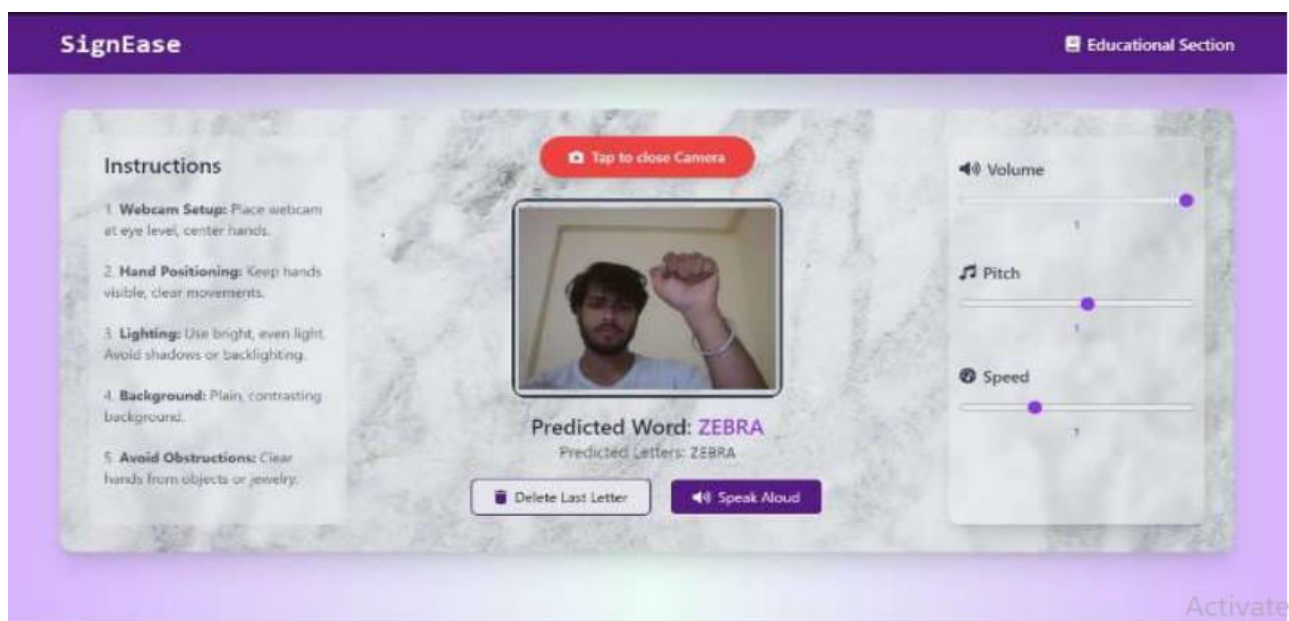 SignEase
Educational Section
Instructions
1. Webcam Setup: Place webcam
at eye level, center hands.
2. Hand Positioning: Keep hands
visible, clear movements.
3. Lighting: Use bright, even light.
Avoid shadows or backlighting.
4. Background: Plain, contrasting
background.
5. Avoid Obstructions: Clear
hands from objects or jewelry.
Tap to close Camera
Predicted Word: ZEBRA
Predicted Letters: ZEBRA
Delete Last Letter
Speak Aloud
Volume
1
Pitch
1
Speed
1
Activate